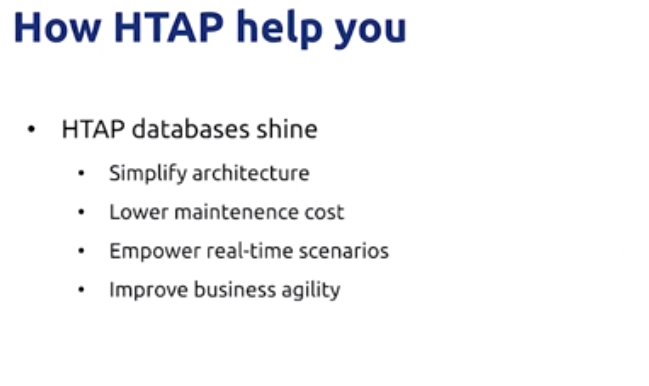 How HTAP help you
• HTAP databases shine
• Simplify architecture
• Lower maintenence cost
• Empower real-time scenarios
• Improve business agility